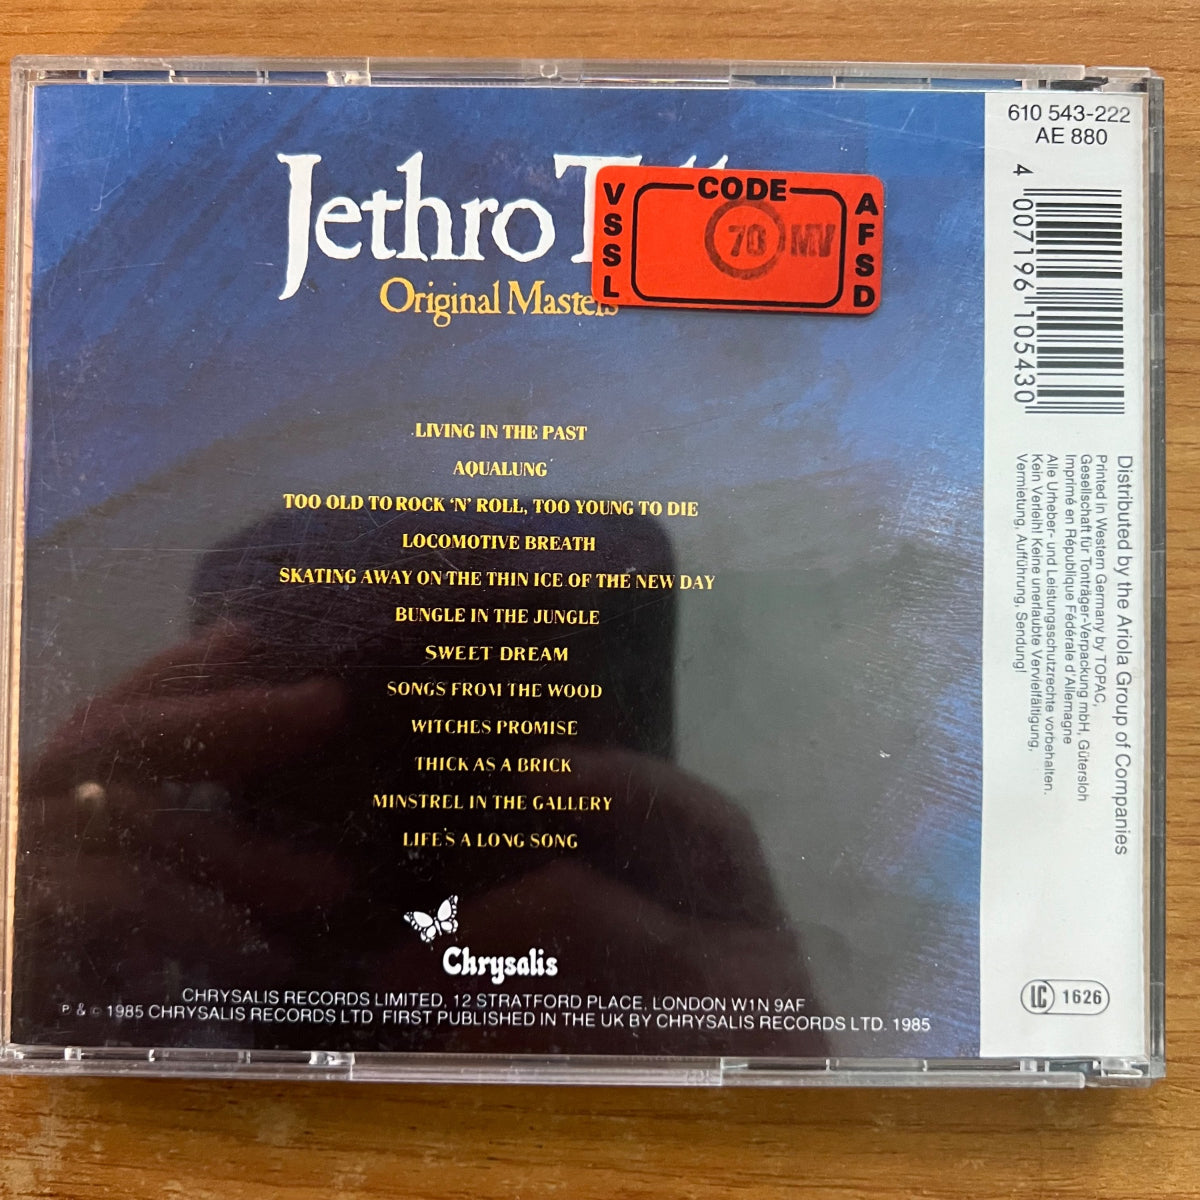 Jethro Tull
Original Masters
VSSL
CODE
70 MV
AFSD
LIVING IN THE PAST
AQUALUNG
TOO OLD TO ROCK 'N' ROLL, TOO YOUNG TO DIE
LOCOMOTIVE BREATH
SKATING AWAY ON THE THIN ICE OF THE NEW DAY
BUNGLE IN THE JUNGLE
SWEET DREAM
SONGS FROM THE WOOD
WITCHES PROMISE
THICK AS A BRICK
MINSTREL IN THE GALLERY
LIFE'S A LONG SONG
Chrysalis
CHRYSALIS RECORDS LIMITED, 12 STRATFORD PLACE, LONDON W1N 9AF
P & © 1985 CHRYSALIS RECORDS LTD FIRST PUBLISHED IN THE UK BY CHRYSALIS RECORDS LTD. 1985
610 543-222
AE 880
4 007196 105430
Distributed by the Ariola Group of Companies
Printed in Western Germany by TOPAC,
Gesellschaft für Tonträger-Verpackung mbH, Gütersloh
Imprimé en République Fédérale d'Allemagne
Alle Urheber- und Leistungsschutzrechte vorbehalten.
Kein Verleih! Keine unerlaubte Vervielfältigung,
Vermietung, Aufführung, Sendung!
LC 1626